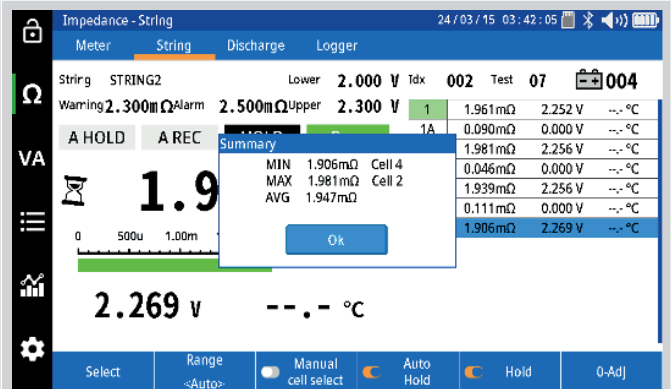 Impedance - String 24/03/15 03:42:05
Meter String Discharge Logger
String STRING2 Lower 2.000 V Idx 002 Test 07 004
Warning 2.300mΩ Alarm 2.500mΩ Upper 2.300 V
1 1.961mΩ 2.252 V --.- °C
A HOLD A REC
1A 0.090mΩ 0.000 V --.- °C
Summary
1.981mΩ 2.256 V --.- °C
MIN 1.906mΩ Cell 4
0.046mΩ 0.000 V --.- °C
MAX 1.981mΩ Cell 2
1.939mΩ 2.256 V --.- °C
AVG 1.947mΩ
0.111mΩ 0.000 V --.- °C
1.9
1.906mΩ 2.269 V --.- °C
Ok
0 500u 1.00m
2.269 V --.- °C
Ω
VA
Select Range <Auto> Manual cell select Auto Hold Hold 0-Adj